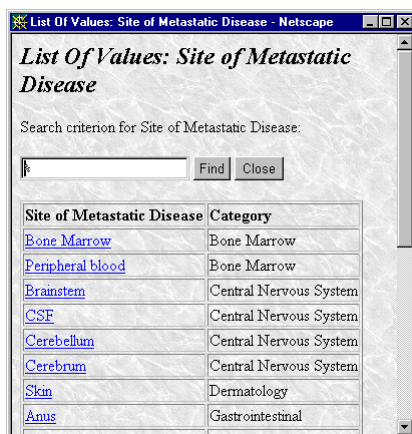 List Of Values: Site of Metastatic Disease - Netscape
List Of Values: Site of Metastatic
Disease
Search criterion for Site of Metastatic Disease:
Find Close
Site of Metastatic Disease Category
Bone Marrow Bone Marrow
Peripheral blood Bone Marrow
Brainstem Central Nervous System
CSF Central Nervous System
Cerebellum Central Nervous System
Cerebrum Central Nervous System
Skin Dermatology
Anus Gastrointestinal